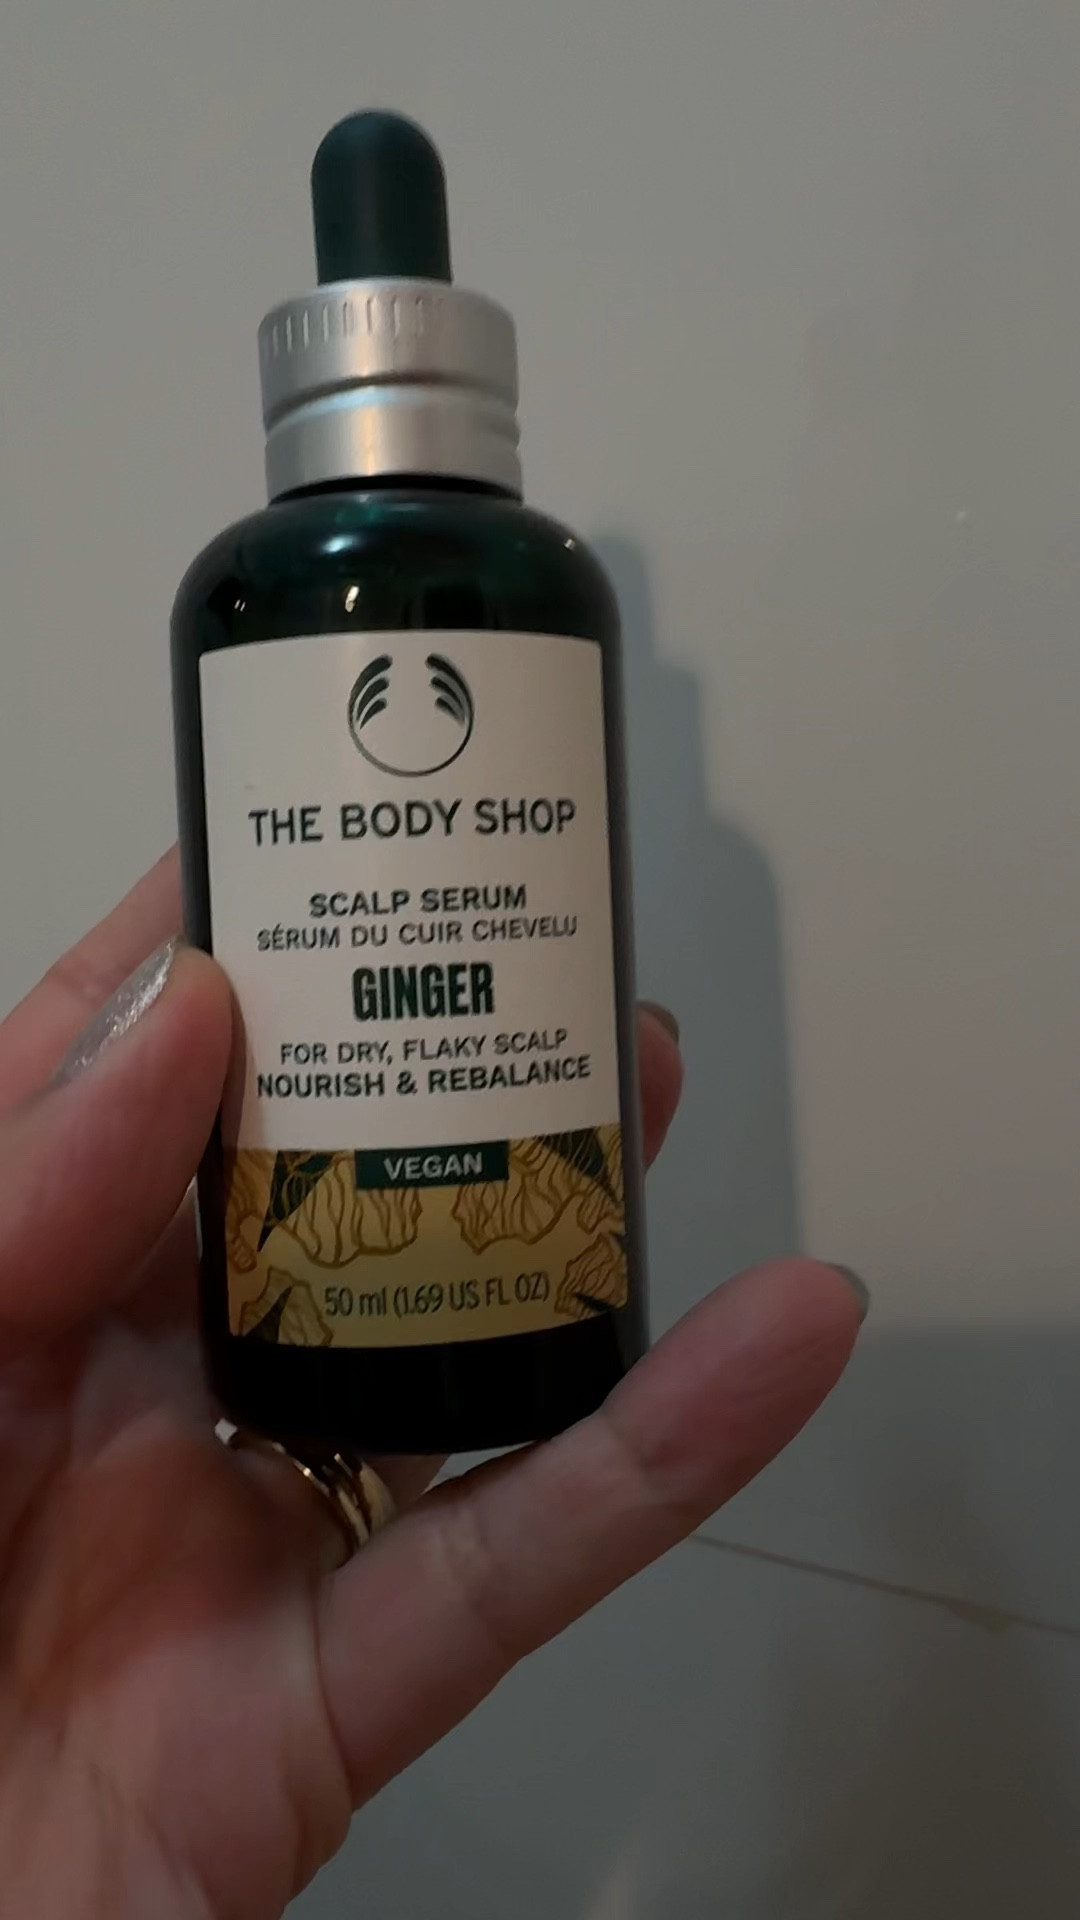 THE BODY SHOP
SCALP SERUM
SÉRUM DU CUIR CHEVELU
GINGER
FOR DRY, FLAKY SCALP
NOURISH & REBALANCE
VEGAN
50 ml (1.69 US FL OZ)